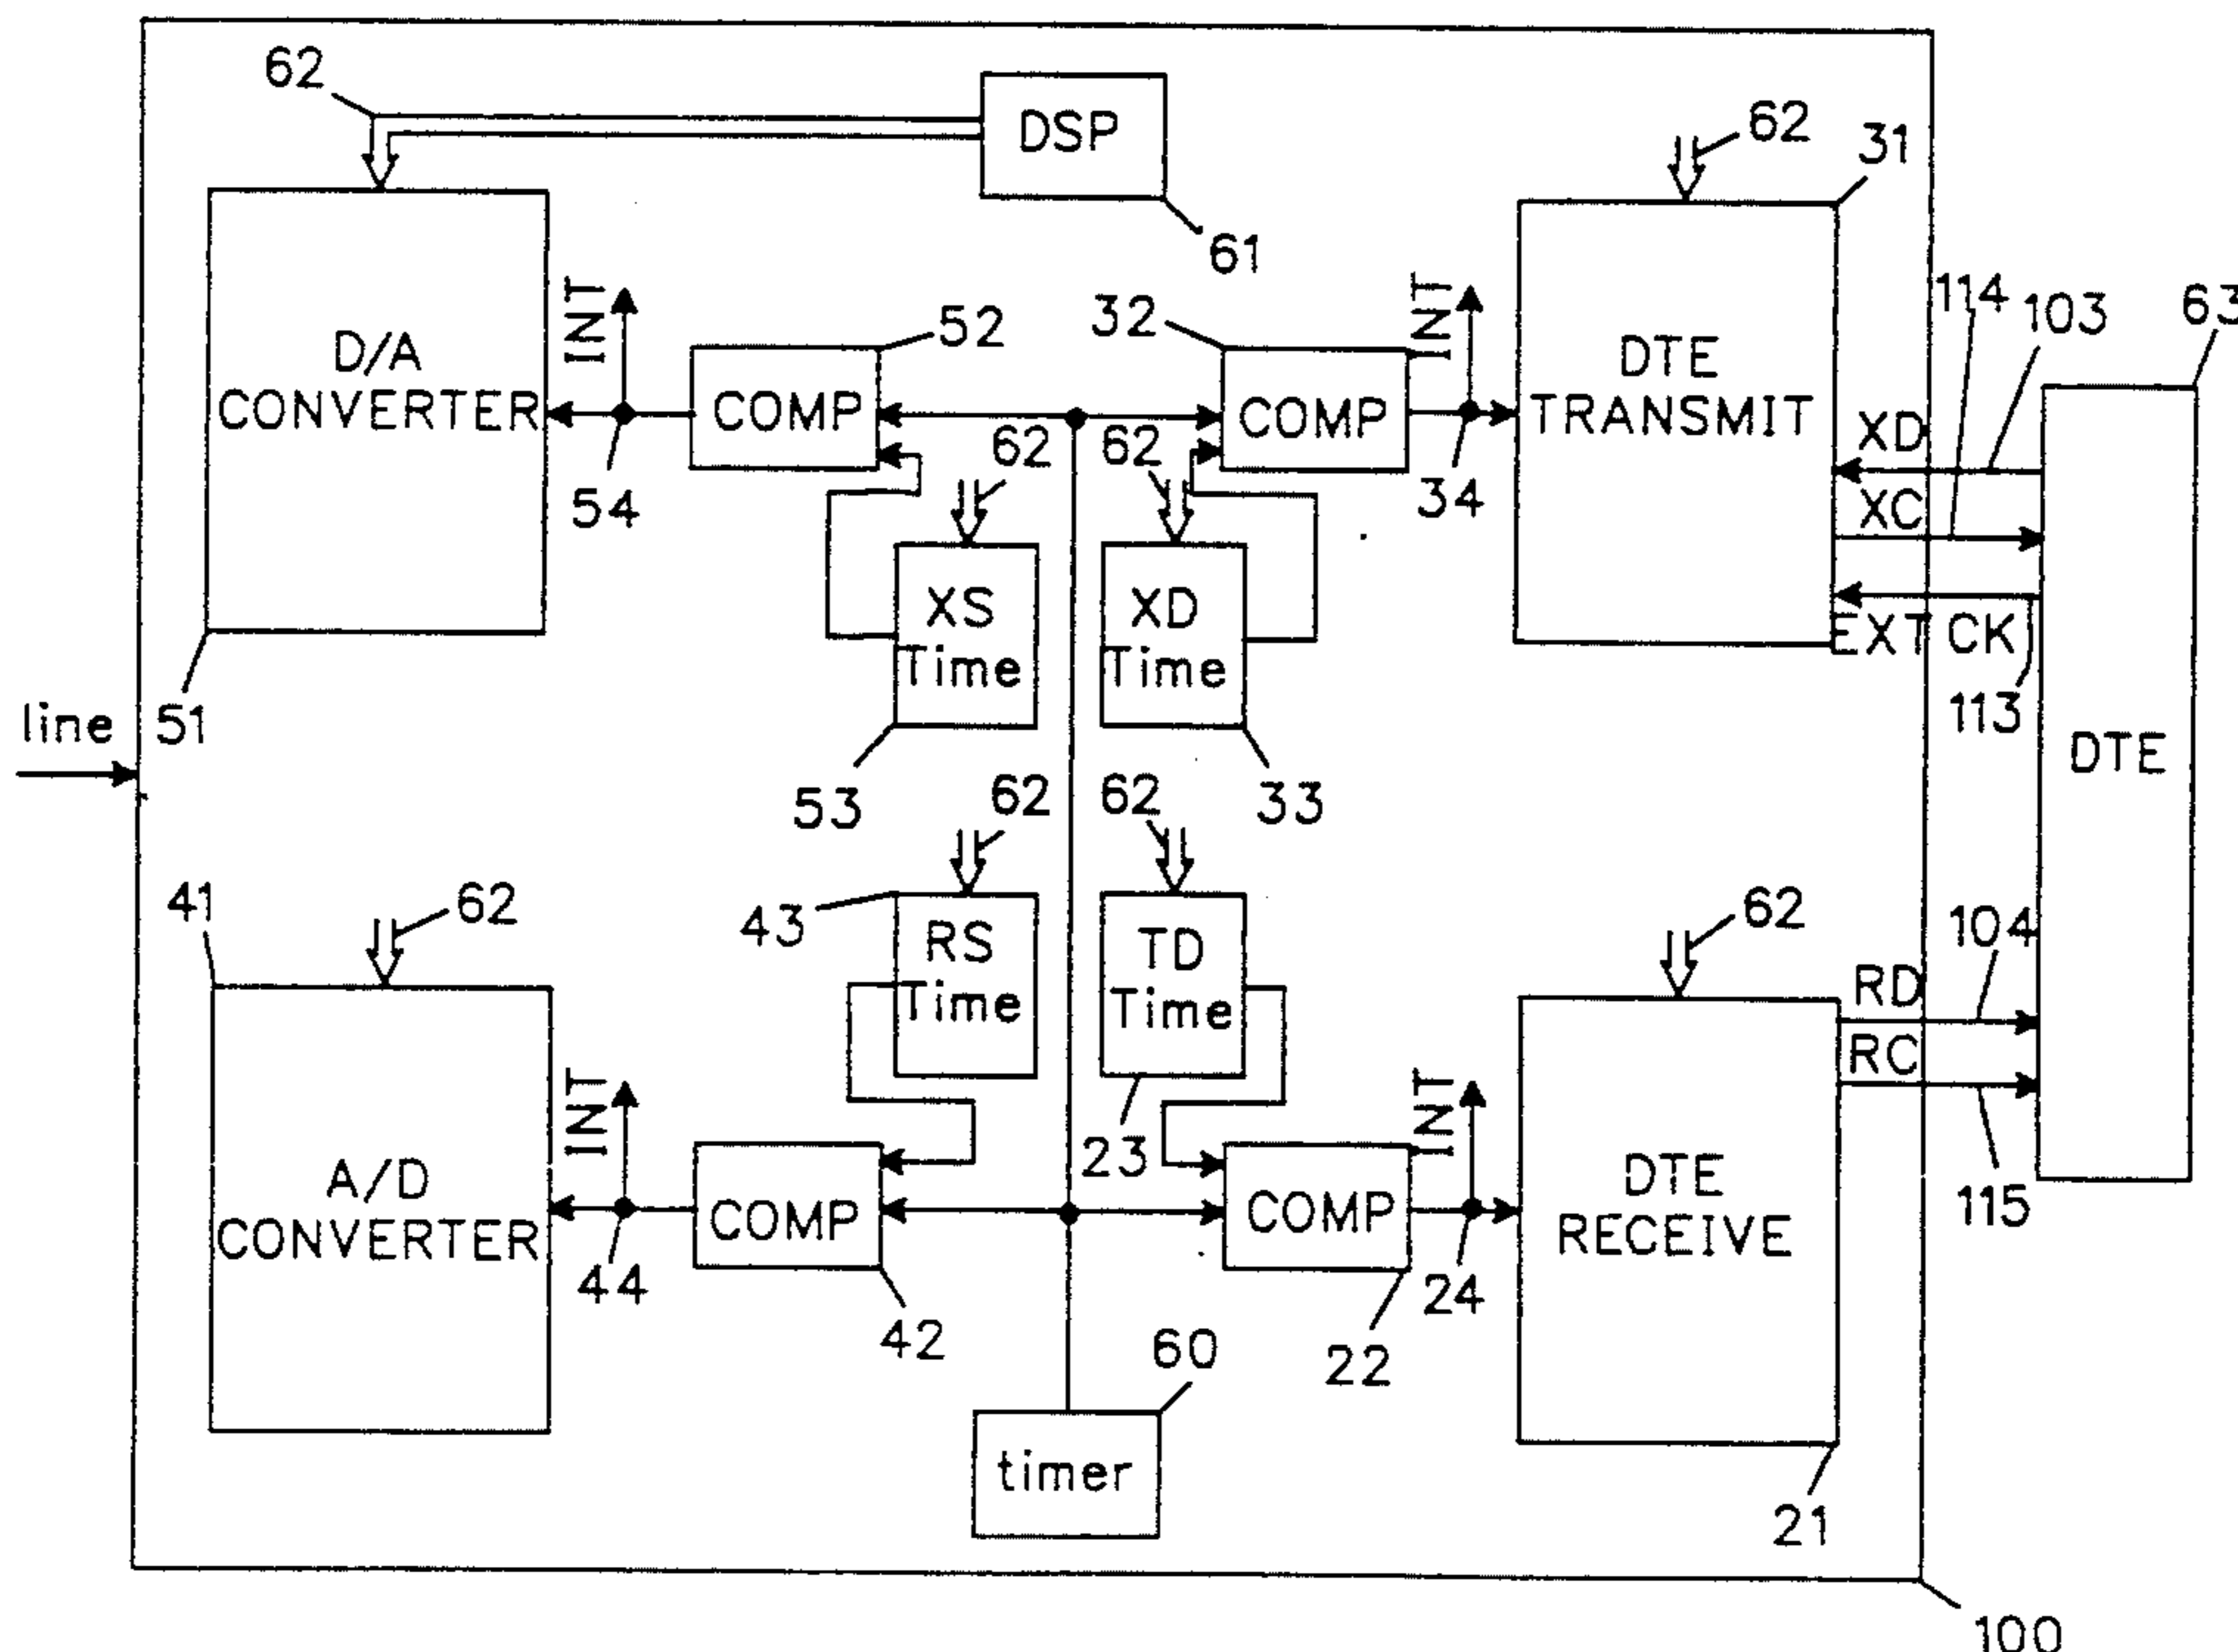 62
DSP
61
62
31
D/A
CONVERTER
INT
52
COMP
54
51
32
COMP
INT
34
DTE
TRANSMIT
114
103
63
XD
XC
EXT CK
113
DTE
62
62
XS
Time
53
XD
Time
33
line
41
62
62
62
43
RS
Time
TD
Time
23
62
104
RD
RC
115
A/D
CONVERTER
INT
44
COMP
42
COMP
22
INT
24
DTE
RECEIVE
21
60
timer
100